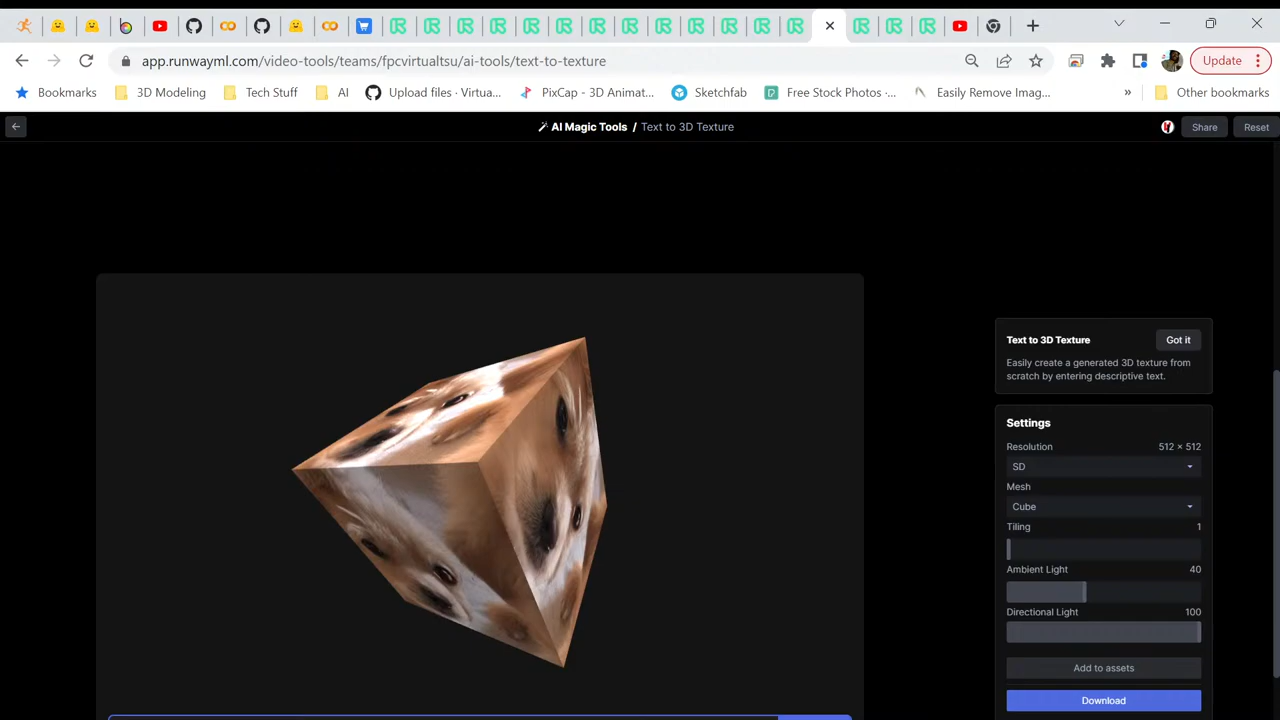 Update
app.runwayml.com/video-tools/teams/fpcvirtualtsu/ai-tools/text-to-texture
Bookmarks 3D Modeling Tech Stuff AI Upload files · Virtua... PixCap - 3D Animat... Sketchfab Free Stock Photos ·... Easily Remove Imag... » Other bookmarks
AI Magic Tools / Text to 3D Texture Share Reset
Text to 3D Texture Got it
Easily create a generated 3D texture from
scratch by entering descriptive text.
Settings
Resolution 512 × 512
SD
Mesh
Cube
Tiling 1
Ambient Light 40
Directional Light 100
Add to assets
Download